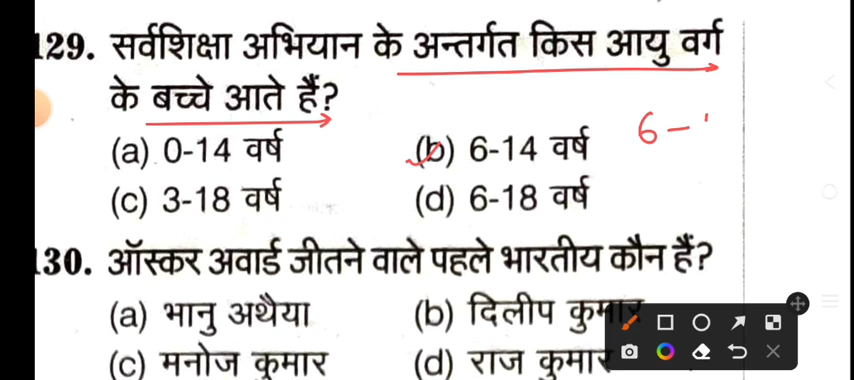 129. सर्वशिक्षा अभियान के अन्तर्गत किस आयु वर्ग
के बच्चे आते हैं?
(a) 0-14 वर्ष (b) 6-14 वर्ष 6-
(c) 3-18 वर्ष (d) 6-18 वर्ष
130. ऑस्कर अवार्ड जीतने वाले पहले भारतीय कौन हैं?
(a) भानु अथैया (b) दिलीप कुमार
(c) मनोज कुमार (d) राज कुमार